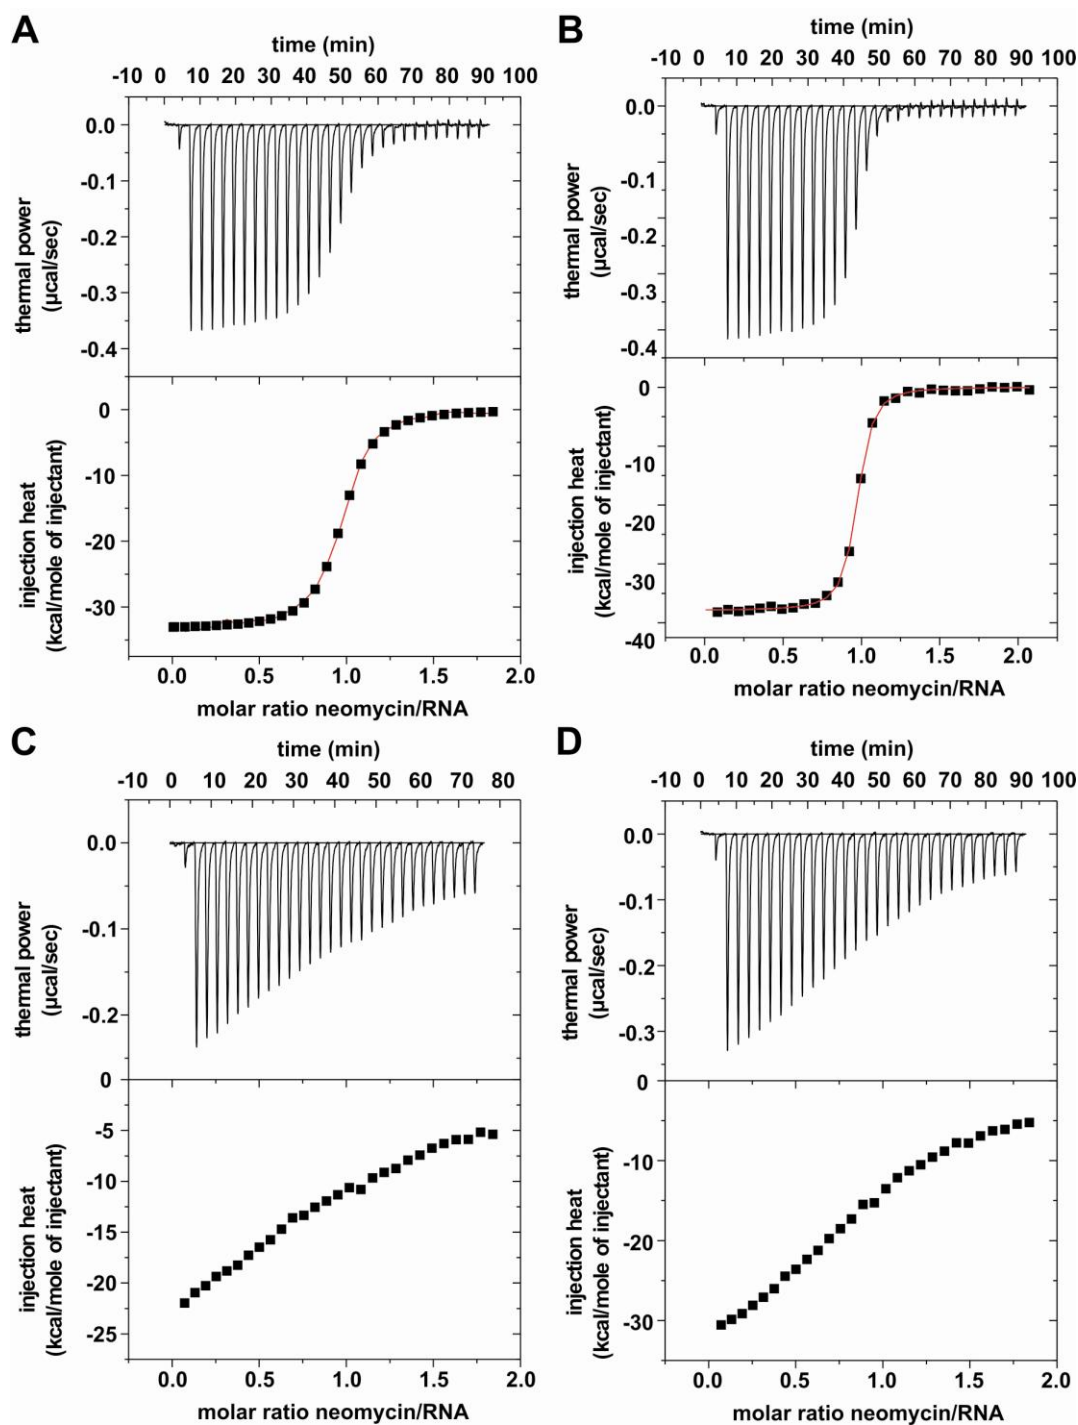 A
time (min)
-10 0 10 20 30 40 50 60 70 80 90 100
0.0
-0.1
-0.2
-0.3
-0.4
thermal power
(µcal/sec)
0
-10
-20
-30
injection heat
(kcal/mole of injectant)
0.0 0.5 1.0 1.5 2.0
molar ratio neomycin/RNA
B
time (min)
-10 0 10 20 30 40 50 60 70 80 90 100
0.0
-0.1
-0.2
-0.3
-0.4
thermal power
(µcal/sec)
0
-10
-20
-30
-40
injection heat
(kcal/mole of injectant)
0.0 0.5 1.0 1.5 2.0
molar ratio neomycin/RNA
C
time (min)
-10 0 10 20 30 40 50 60 70 80
0.0
-0.1
-0.2
thermal power
(µcal/sec)
0
-5
-10
-15
-20
-25
injection heat
(kcal/mole of injectant)
0.0 0.5 1.0 1.5 2.0
molar ratio neomycin/RNA
D
time (min)
-10 0 10 20 30 40 50 60 70 80 90 100
0.0
-0.1
-0.2
-0.3
thermal power
(µcal/sec)
0
-10
-20
-30
injection heat
(kcal/mole of injectant)
0.0 0.5 1.0 1.5 2.0
molar ratio neomycin/RNA